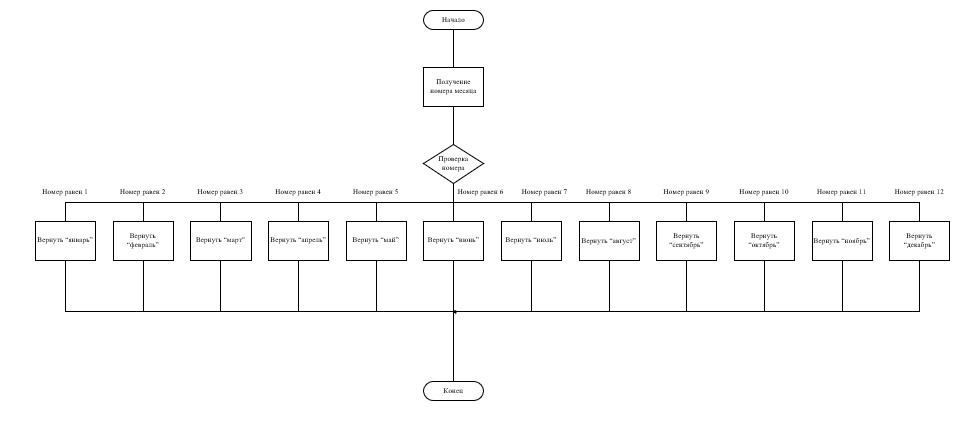 Начало
Получение
номера месяца
Проверка
номера
Номер равен 1
Номер равен 2
Номер равен 3
Номер равен 4
Номер равен 5
Номер равен 6
Номер равен 7
Номер равен 8
Номер равен 9
Номер равен 10
Номер равен 11
Номер равен 12
Вернуть “январь”
Вернуть
“февраль”
Вернуть “март”
Вернуть “апрель”
Вернуть “май”
Вернуть “июнь”
Вернуть “июль”
Вернуть “август”
Вернуть
“сентябрь”
Вернуть
“октябрь”
Вернуть “ноябрь”
Вернуть
“декабрь”
Конец